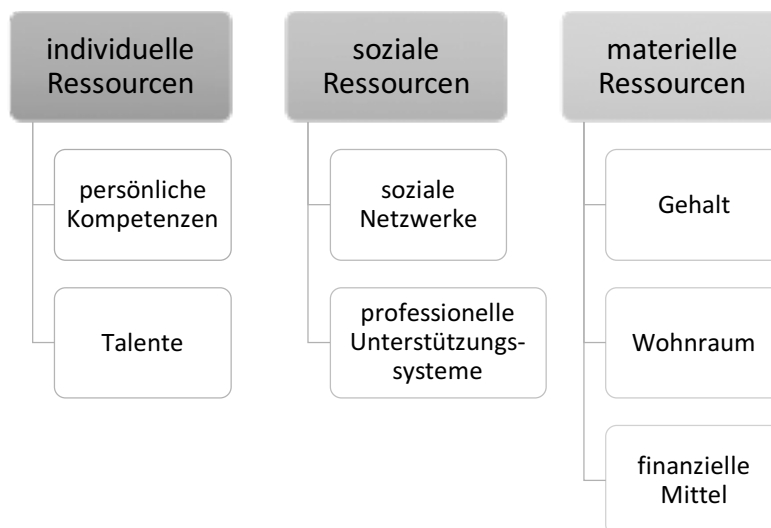 individuelle
Ressourcen
persönliche
Kompetenzen
Talente
soziale
Ressourcen
soziale
Netzwerke
professionelle
Unterstützungs-
systeme
materielle
Ressourcen
Gehalt
Wohnraum
finanzielle
Mittel